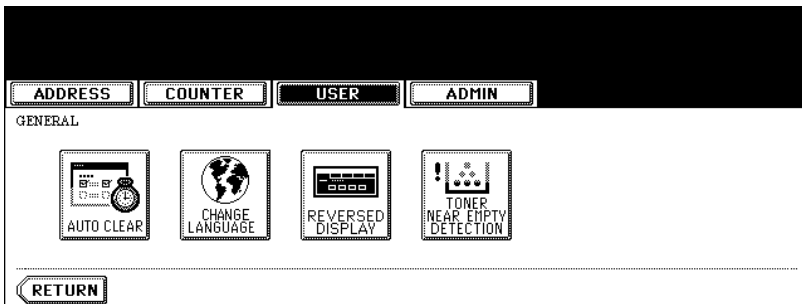 ADDRESS COUNTER USER ADMIN
GENERAL
AUTO CLEAR
CHANGE
LANGUAGE
REVERSED
DISPLAY
!
TONER
NEAR EMPTY
DETECTION
RETURN